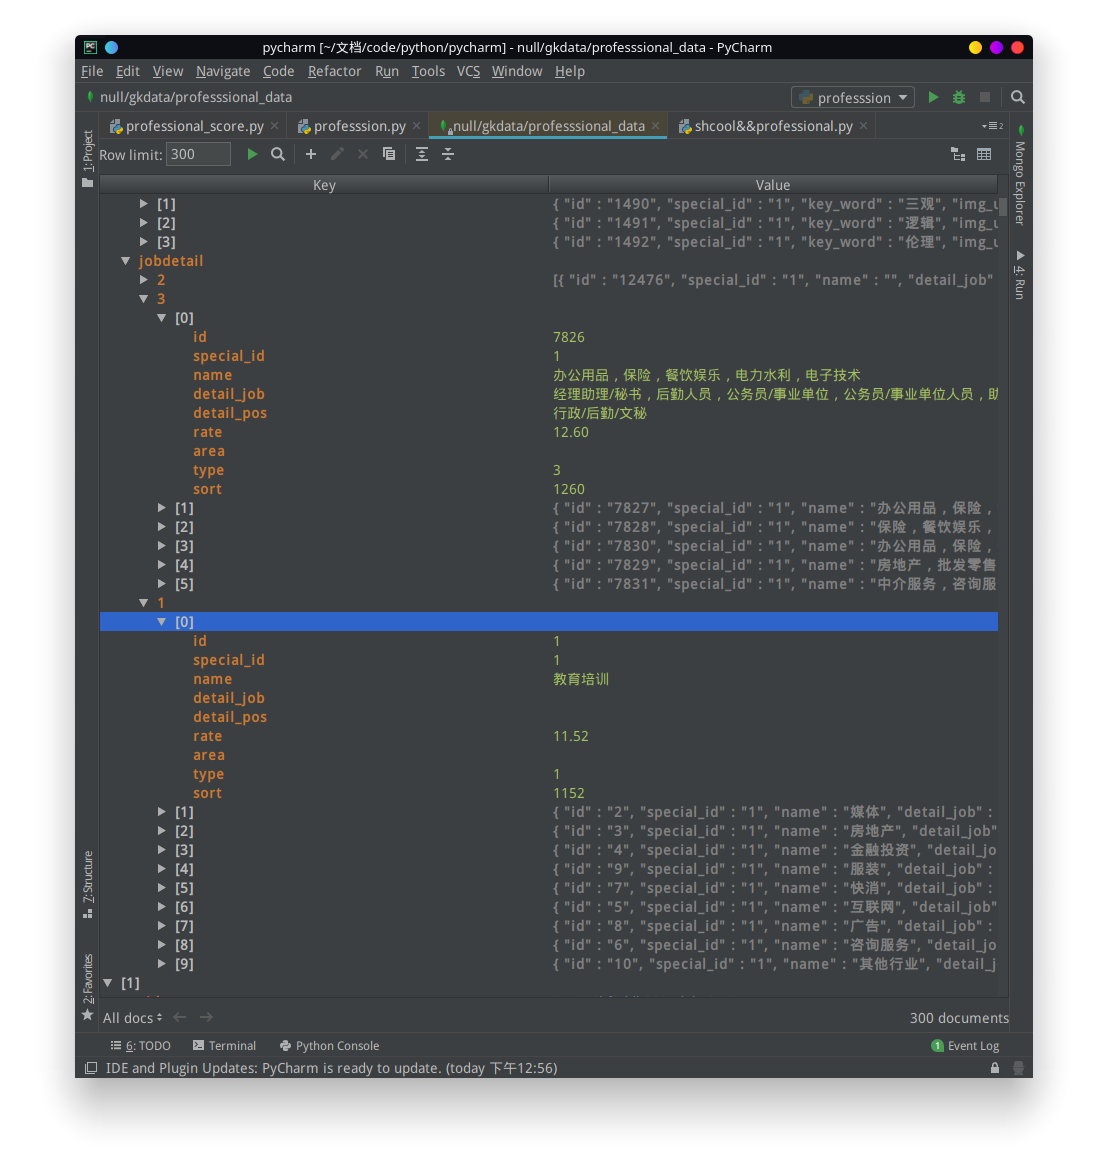 pycharm [~/文档/code/python/pycharm] - null/gkdata/professsional_data - PyCharm
File Edit View Navigate Code Refactor Run Tools VCS Window Help
null/gkdata/professsional_data
professsion
professional_score.py
professsion.py
null/gkdata/professsional_data
shcool&&professional.py
2
1: Project
Row limit: 300
Mongo Explorer
4: Run
Key Value
[1] { "id" : "1490", "special_id" : "1", "key_word" : "三观", "img_u
[2] { "id" : "1491", "special_id" : "1", "key_word" : "逻辑", "img_u
[3] { "id" : "1492", "special_id" : "1", "key_word" : "伦理", "img_u
jobdetail
2 [{ "id" : "12476", "special_id" : "1", "name" : "", "detail_job"
3
[0]
id 7826
special_id 1
name 办公用品，保险，餐饮娱乐，电力水利，电子技术
detail_job 经理助理/秘书，后勤人员，公务员/事业单位，公务员/事业单位人员，助
detail_pos 行政/后勤/文秘
rate 12.60
area
type 3
sort 1260
[1] { "id" : "7827", "special_id" : "1", "name" : "办公用品，保险，
[2] { "id" : "7828", "special_id" : "1", "name" : "保险，餐饮娱乐，
[3] { "id" : "7830", "special_id" : "1", "name" : "办公用品，保险，
[4] { "id" : "7829", "special_id" : "1", "name" : "房地产，批发零售
[5] { "id" : "7831", "special_id" : "1", "name" : "中介服务，咨询服
1
[0]
id 1
special_id 1
name 教育培训
detail_job
detail_pos
rate 11.52
area
type 1
sort 1152
[1] { "id" : "2", "special_id" : "1", "name" : "媒体", "detail_job" :
[2] { "id" : "3", "special_id" : "1", "name" : "房地产", "detail_job"
[3] { "id" : "4", "special_id" : "1", "name" : "金融投资", "detail_jo
[4] { "id" : "9", "special_id" : "1", "name" : "服装", "detail_job" :
[5] { "id" : "7", "special_id" : "1", "name" : "快消", "detail_job" :
[6] { "id" : "5", "special_id" : "1", "name" : "互联网", "detail_job"
[7] { "id" : "8", "special_id" : "1", "name" : "广告", "detail_job" :
[8] { "id" : "6", "special_id" : "1", "name" : "咨询服务", "detail_jo
[9] { "id" : "10", "special_id" : "1", "name" : "其他行业", "detail_j
[1]
7: Structure
2: Favorites
All docs 300 documents
6: TODO Terminal Python Console 1 Event Log
IDE and Plugin Updates: PyCharm is ready to update. (today 下午12:56)